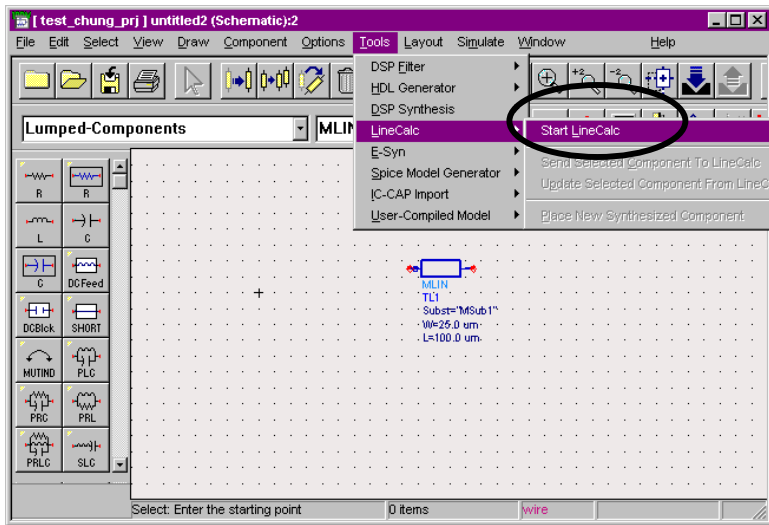 [ test_chung_prj ] untitled2 (Schematic):2
File Edit Select View Draw Component Options Tools Layout Simulate Window Help
DSP Filter
HDL Generator
DSP Synthesis
LineCalc
E-Syn
Spice Model Generator
IC-CAP Import
User-Compiled Model
Start LineCalc
Send Selected Component To LineCalc
Update Selected Component From LineC
Place New Synthesized Component
+2 -2
Lumped-Components
MLIN
R R
L C
C DCFeed
DCBlck SHORT
MUTIND PLC
PRC PRL
PRLC SLC
MLIN
TL1
Subst="MSub1"
W=25.0 um
L=100.0 um
Select: Enter the starting point 0 items wire